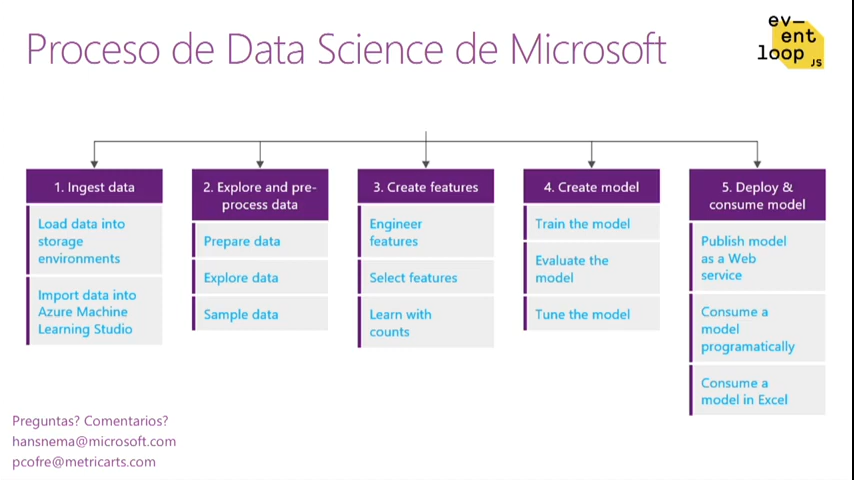 Proceso de Data Science de Microsoft
ev—
ent
loop
JS
1. Ingest data
Load data into
storage
environments
Import data into
Azure Machine
Learning Studio
2. Explore and pre-
process data
Prepare data
Explore data
Sample data
3. Create features
Engineer
features
Select features
Learn with
counts
4. Create model
Train the model
Evaluate the
model
Tune the model
5. Deploy &
consume model
Publish model
as a Web
service
Consume a
model
programatically
Consume a
model in Excel
Preguntas? Comentarios?
hansnema@microsoft.com
pcofre@metricarts.com